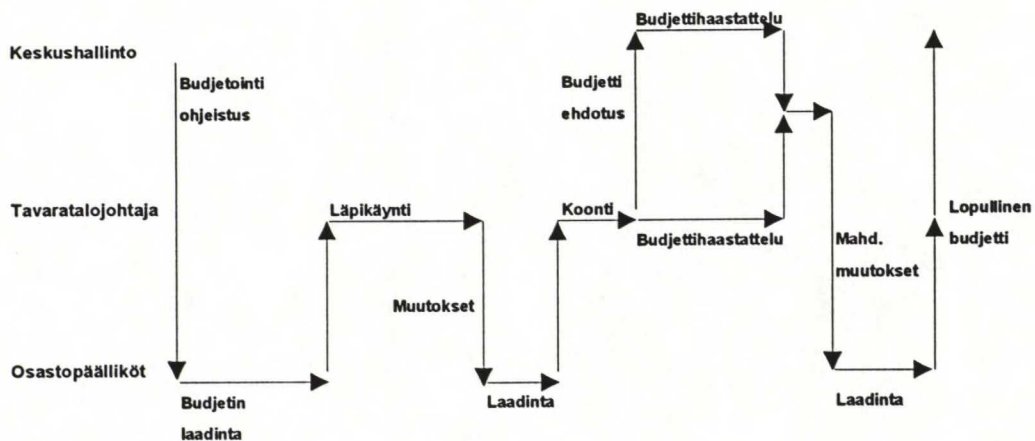 Budjettihaastattelu
Keskushallinto
Budjetointi
ohjeistus
Budjetti
ehdotus
Tavaratalojohtaja
Läpikäynti
Koonti
Lopullinen
budjetti
Budjettihaastattelu
Mahd.
muutokset
Muutokset
Osastopäälliköt
Budjetin
laadinta
Laadinta
Laadinta